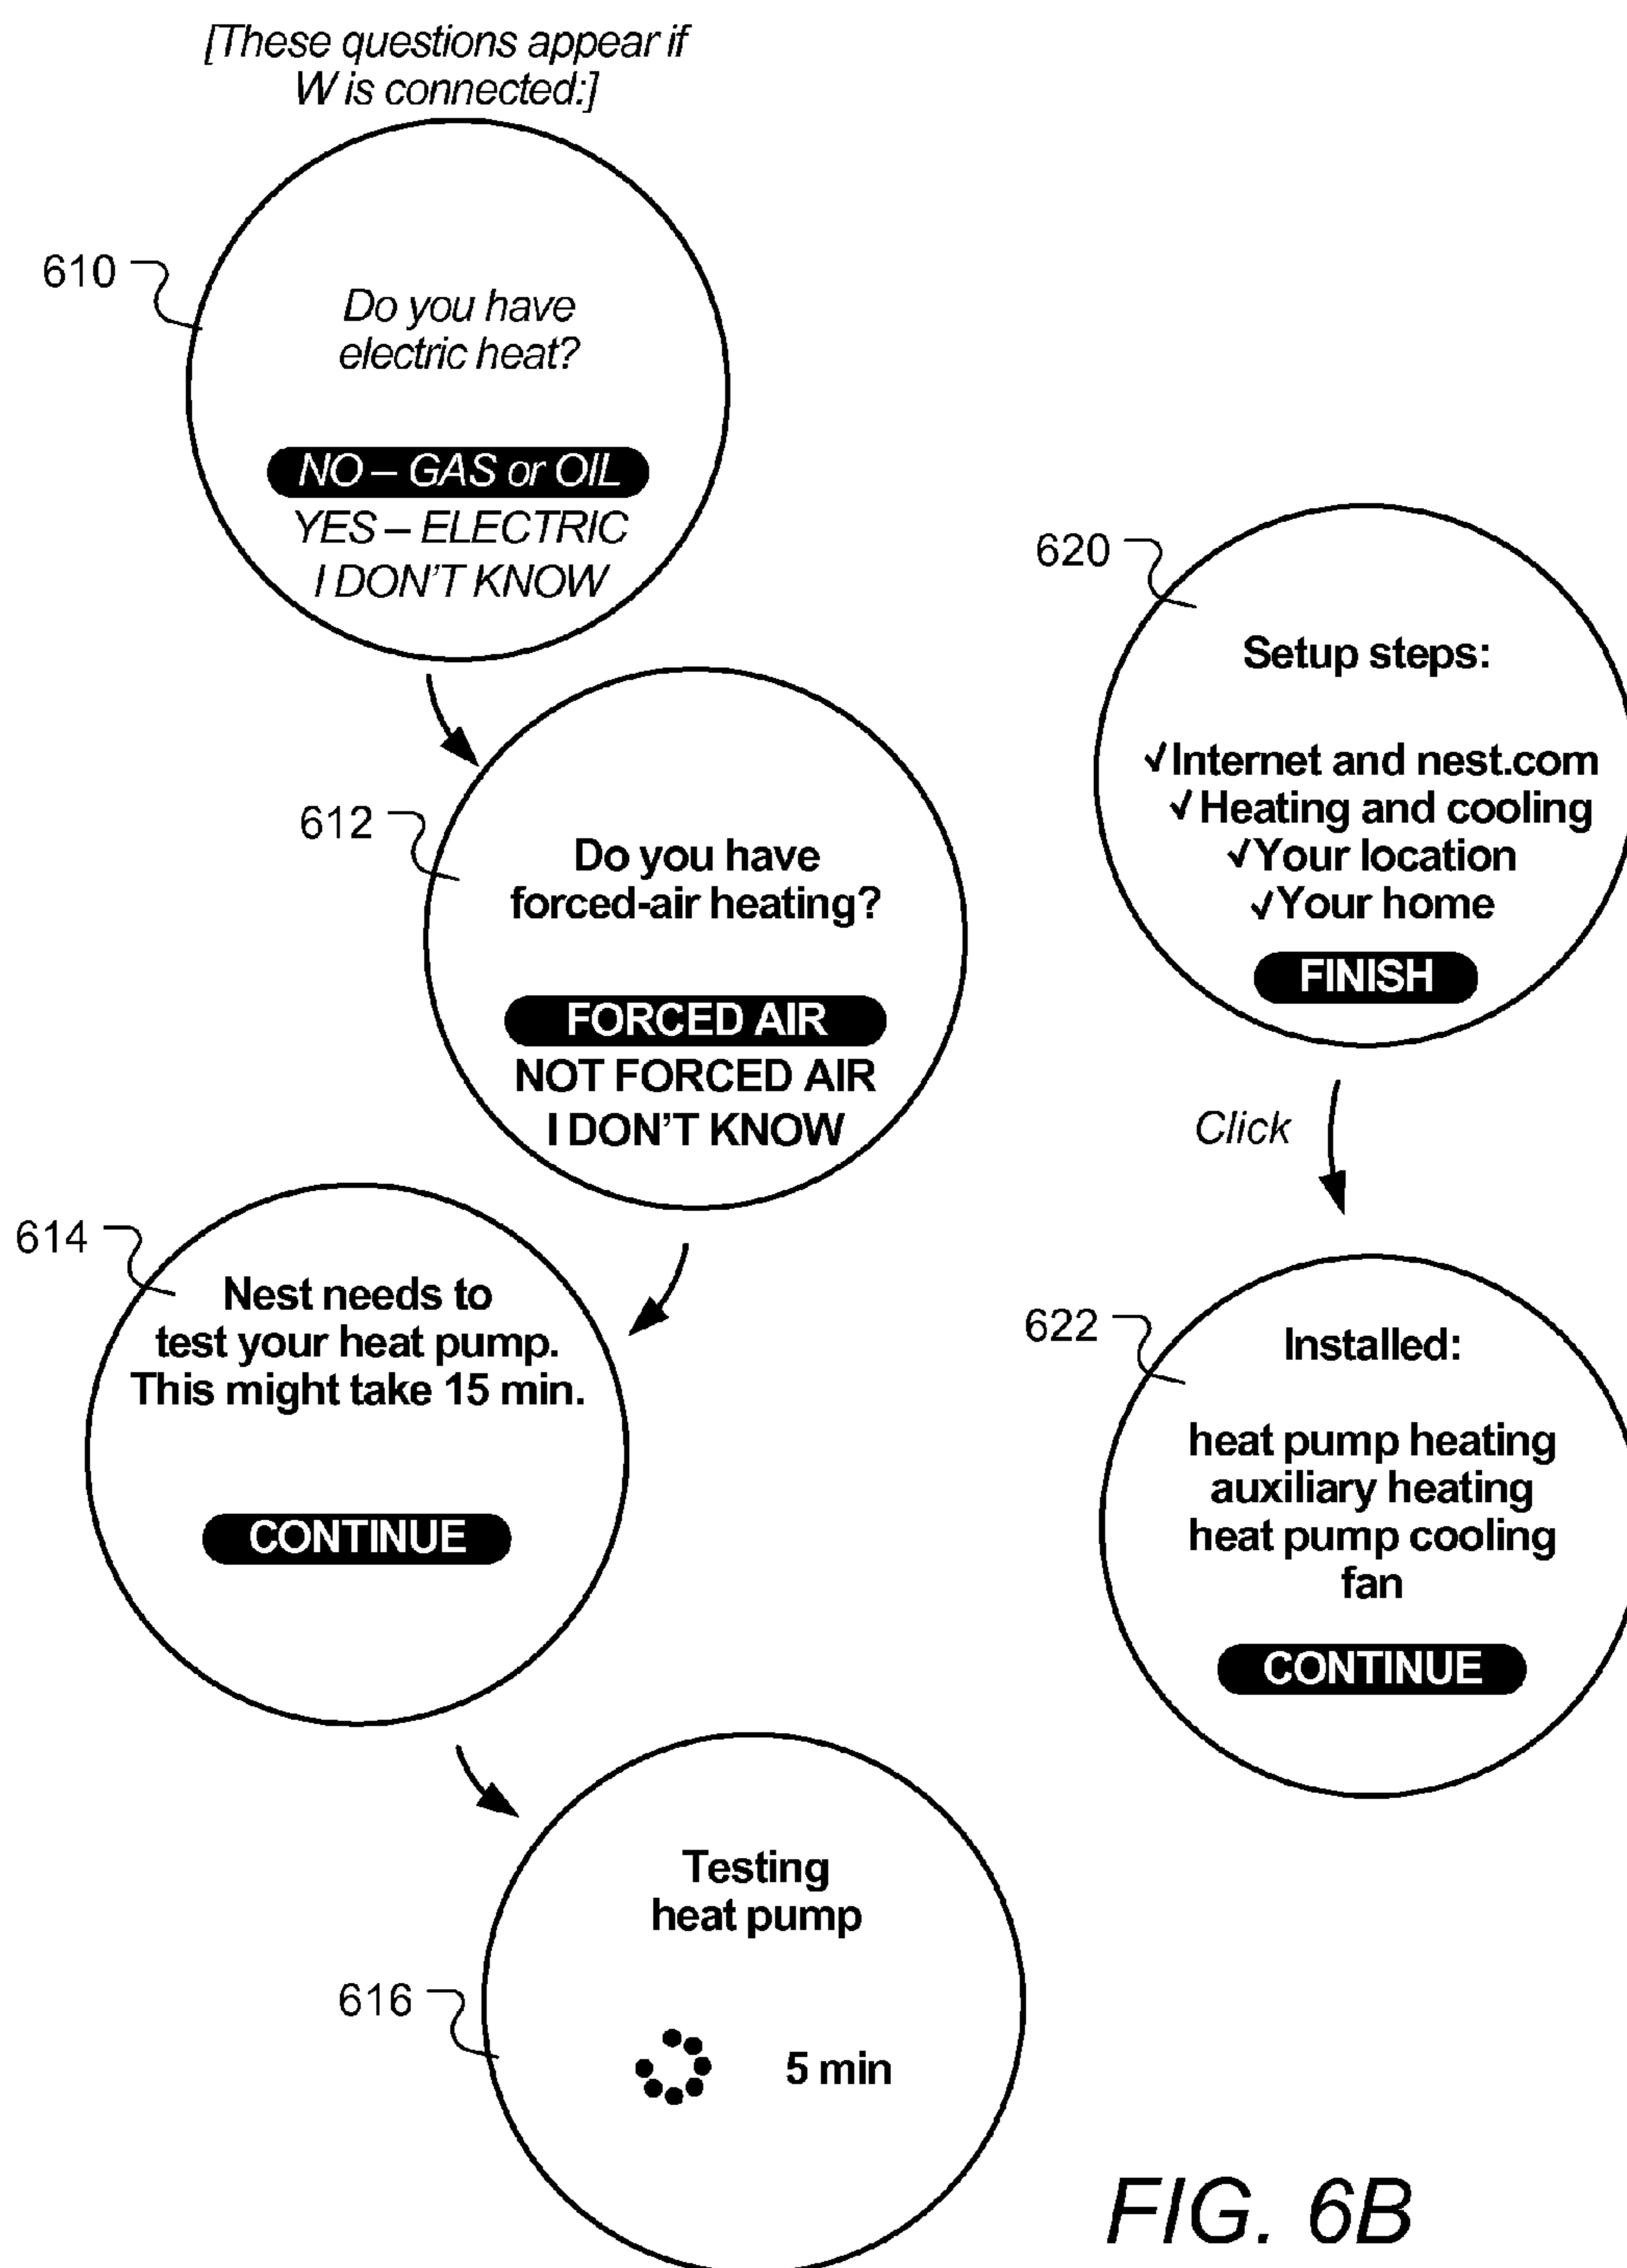 [These questions appear if
W is connected:]
610
Do you have
electric heat?
NO – GAS or OIL
YES – ELECTRIC
I DON'T KNOW
612
Do you have
forced-air heating?
FORCED AIR
NOT FORCED AIR
I DON'T KNOW
614
Nest needs to
test your heat pump.
This might take 15 min.
CONTINUE
616
Testing
heat pump
5 min
620
Setup steps:
√Internet and nest.com
√Heating and cooling
√Your location
√Your home
FINISH
Click
622
Installed:
heat pump heating
auxiliary heating
heat pump cooling
fan
CONTINUE
FIG. 6B